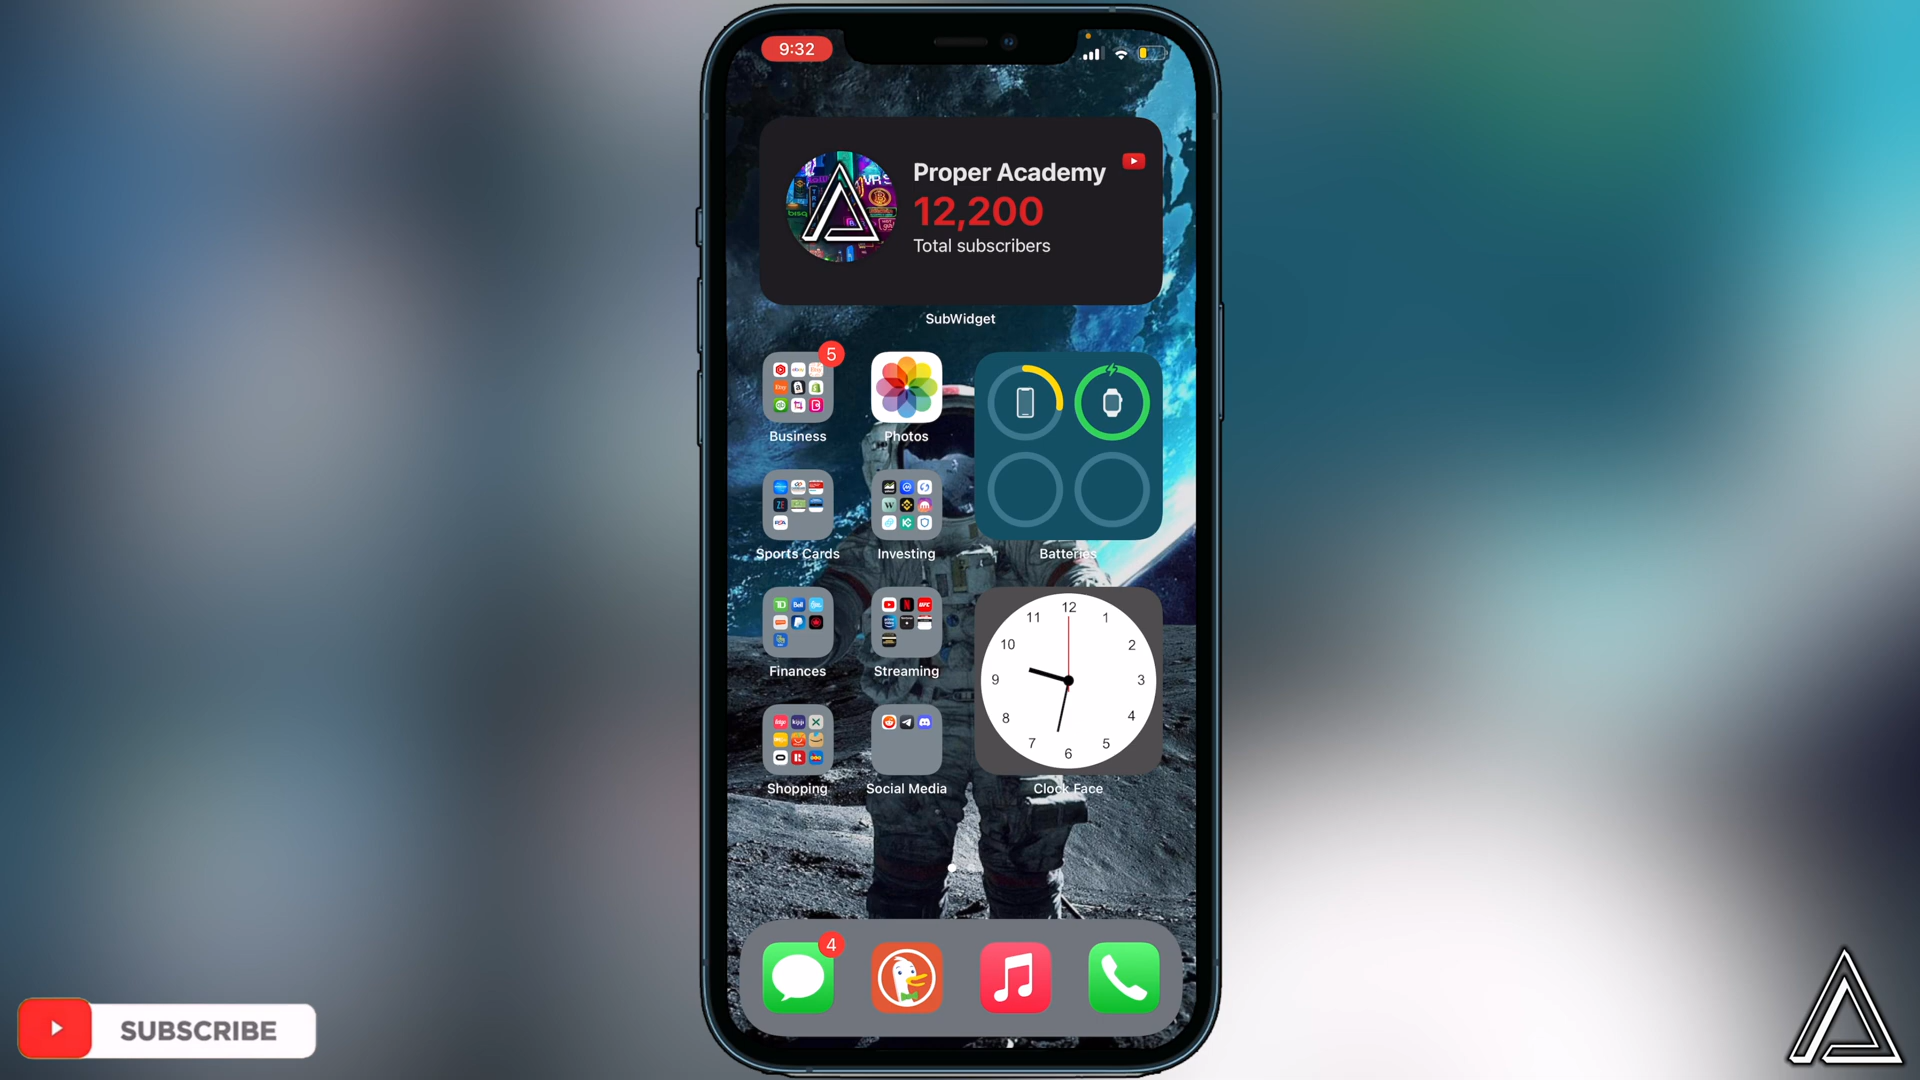 9:32
Proper Academy
12,200
Total subscribers
SubWidget
5
Business
Photos
Sports Cards
Investing
Batteries
Finances
Streaming
12
11
1
10
2
9
3
8
4
7
5
6
Shopping
Social Media
Clock Face
4
SUBSCRIBE